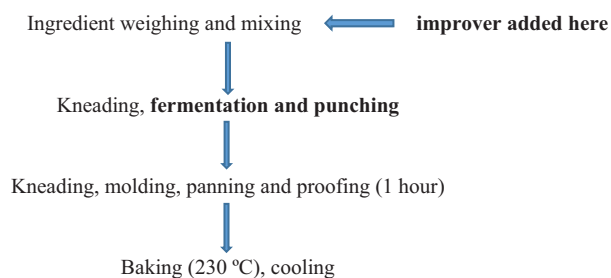 Ingredient weighing and mixing improver added here
Kneading, fermentation and punching
Kneading, molding, panning and proofing (1 hour)
Baking (230 ºC), cooling